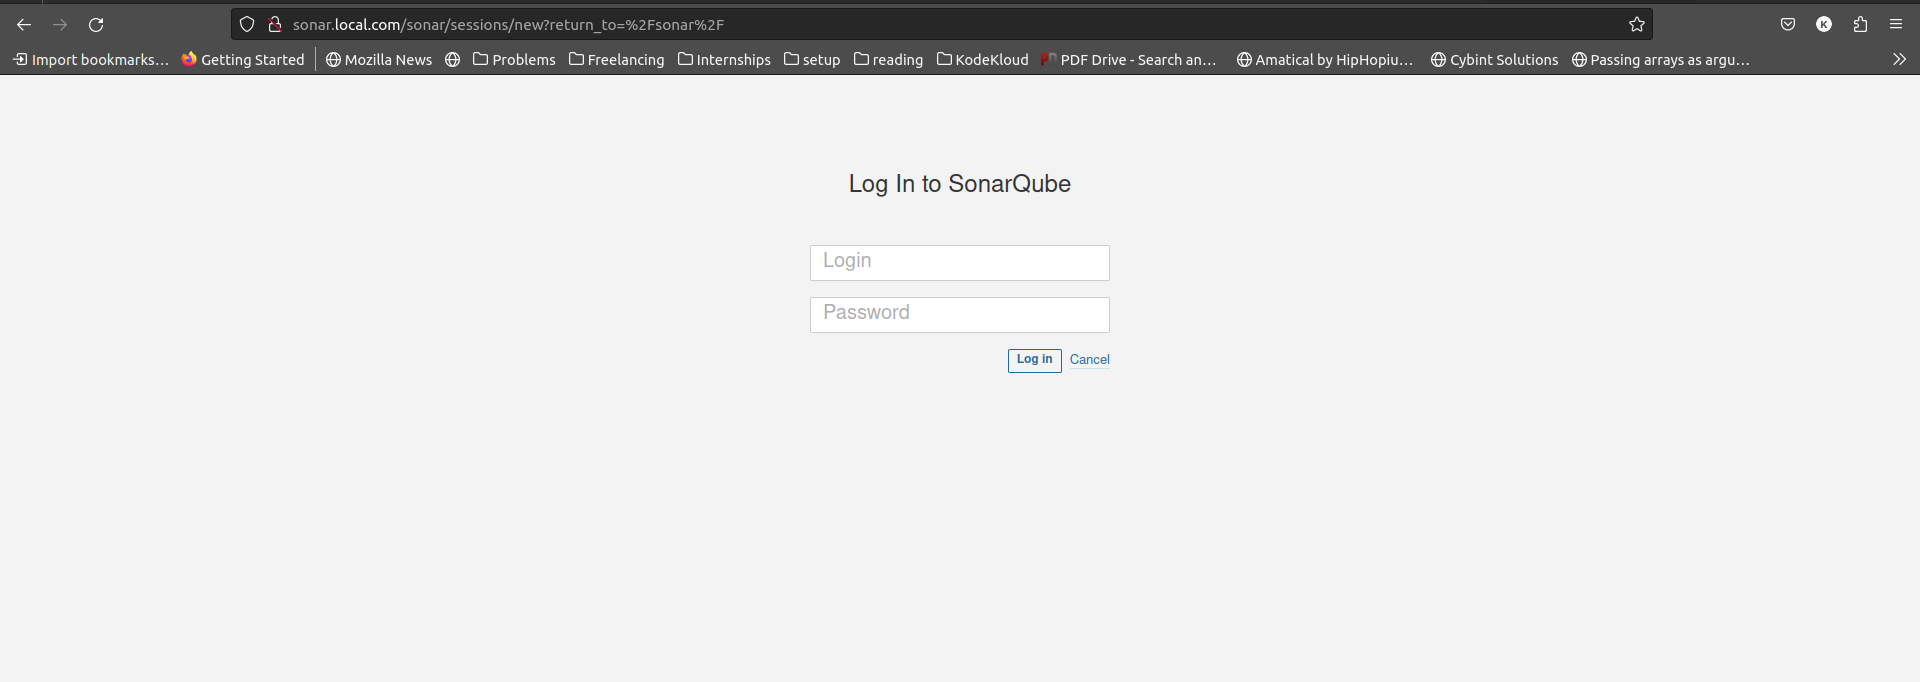 sonar.local.com/sonar/sessions/new?return_to=%2Fsonar%2F
K
Import bookmarks... Getting Started Mozilla News Problems Freelancing Internships setup reading KodeKloud PDF Drive - Search an... Amatical by HipHopiu... Cybint Solutions Passing arrays as argu...
Log In to SonarQube
Login
Password
Log in Cancel